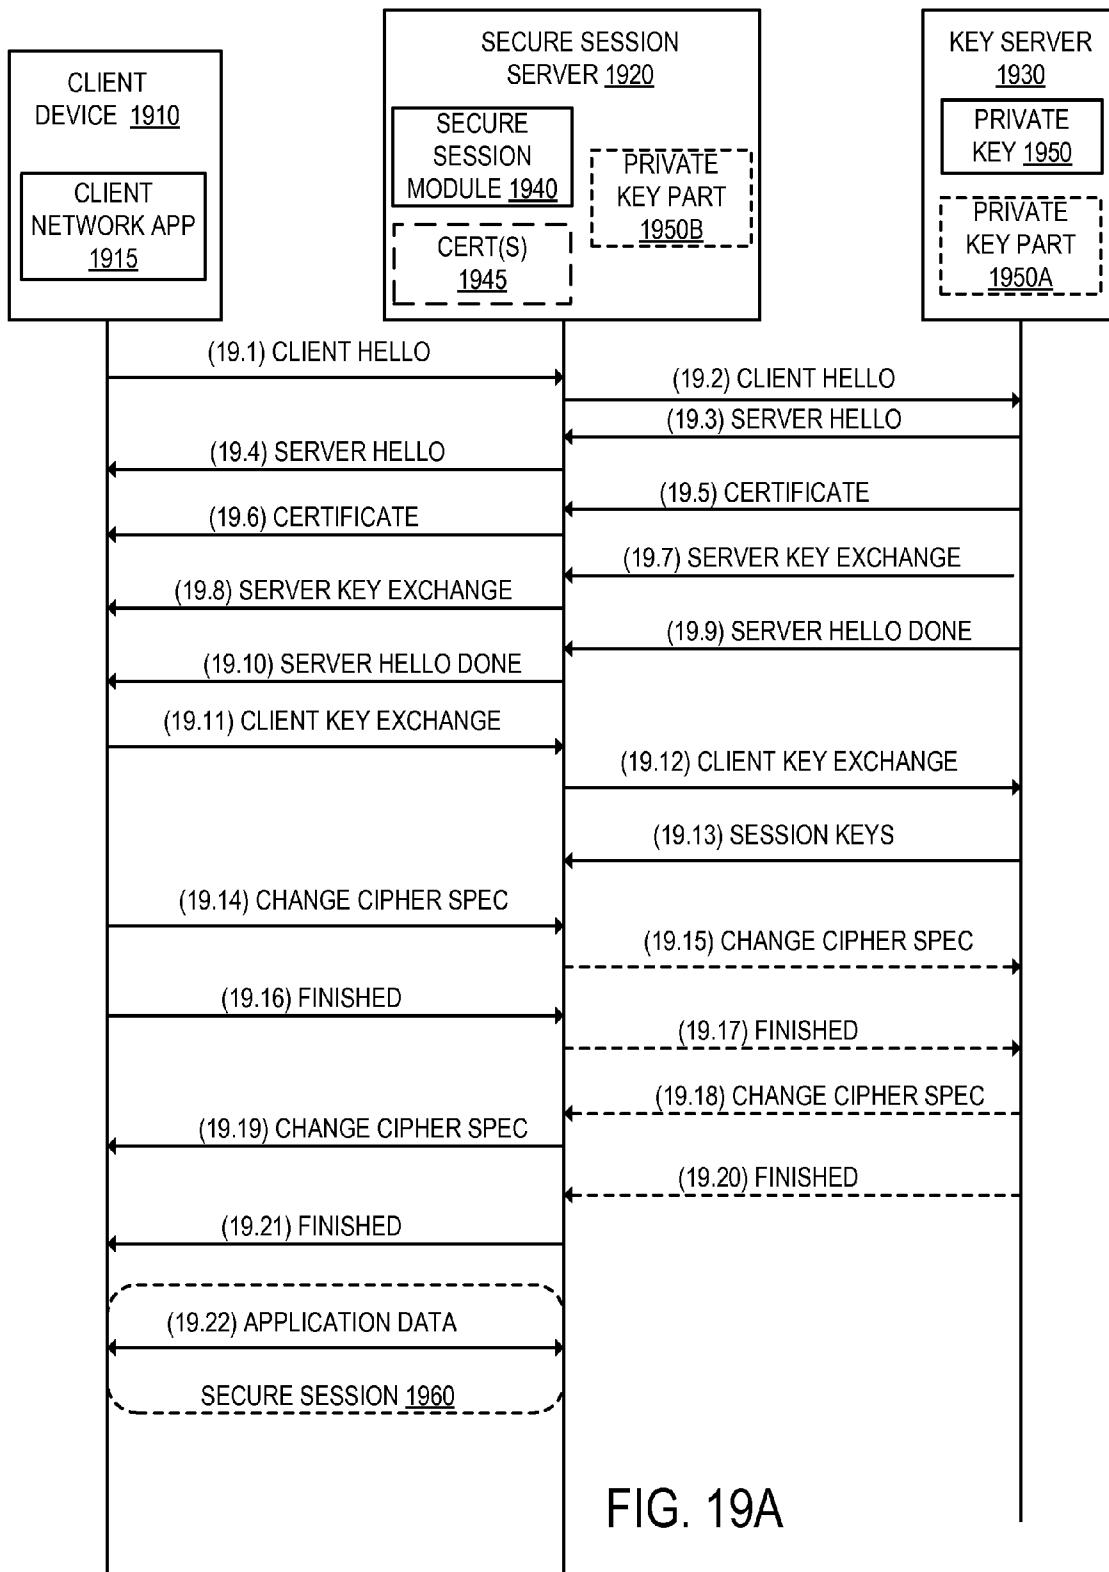 CLIENT
DEVICE 1910
CLIENT
NETWORK APP
1915
SECURE SESSION
SERVER 1920
SECURE
SESSION
MODULE 1940
CERT(S)
1945
PRIVATE
KEY PART
1950B
KEY SERVER
1930
PRIVATE
KEY 1950
PRIVATE
KEY PART
1950A
(19.1) CLIENT HELLO
(19.2) CLIENT HELLO
(19.3) SERVER HELLO
(19.4) SERVER HELLO
(19.5) CERTIFICATE
(19.6) CERTIFICATE
(19.7) SERVER KEY EXCHANGE
(19.8) SERVER KEY EXCHANGE
(19.9) SERVER HELLO DONE
(19.10) SERVER HELLO DONE
(19.11) CLIENT KEY EXCHANGE
(19.12) CLIENT KEY EXCHANGE
(19.13) SESSION KEYS
(19.14) CHANGE CIPHER SPEC
(19.15) CHANGE CIPHER SPEC
(19.16) FINISHED
(19.17) FINISHED
(19.18) CHANGE CIPHER SPEC
(19.19) CHANGE CIPHER SPEC
(19.20) FINISHED
(19.21) FINISHED
(19.22) APPLICATION DATA
SECURE SESSION 1960
FIG. 19A